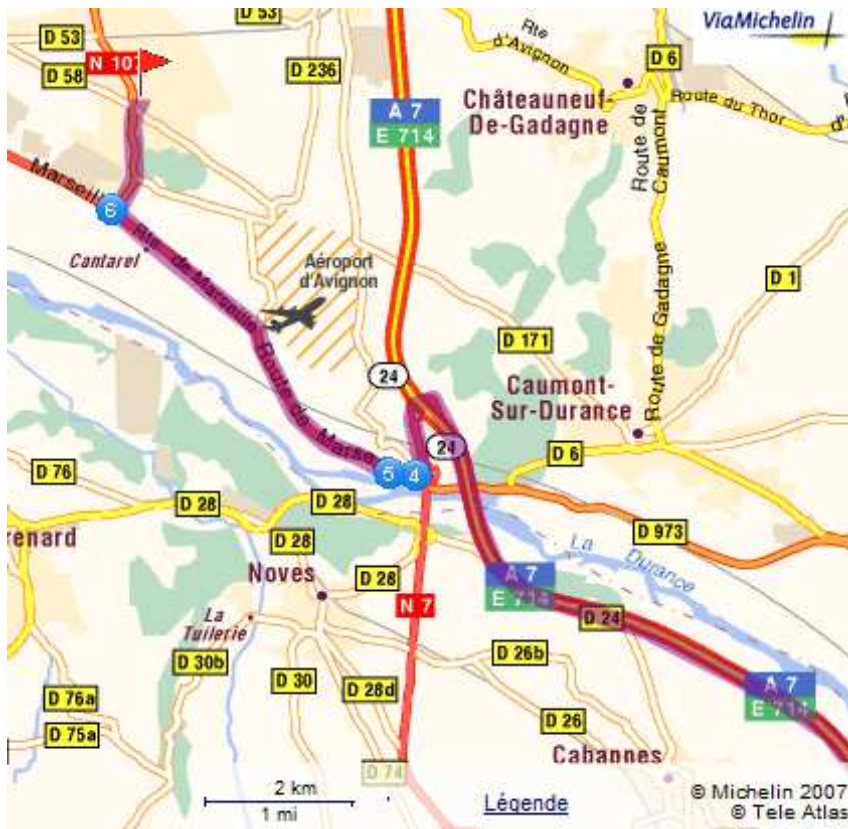 D 53
ViaMichelin
D 53
N 107
D 58
D 236
Rte
d'Avignon
D 6
A 7
E 714
Châteauneuf-
De-Gadagne
Route du Thor
Route de
Caumont
Marseille
6
Cantarel
Rte de Marseille
Aéroport
d'Avignon
Route de Gadagne
D 1
D 171
24
Caumont-
Sur-Durance
Route de Marse
24
5
4
D 6
D 76
D 28
D 28
D 973
renard
D 28
La Durance
Noves
D 28
A 7
E 714
N 7
D 24
La
Tuilerie
D 30b
D 26b
D 30
D 28d
A 7
E 714
D 76a
D 26
D 75a
Cabannes
D 74
2 km
1 mi
Légende
© Michelin 2007
© Tele Atlas